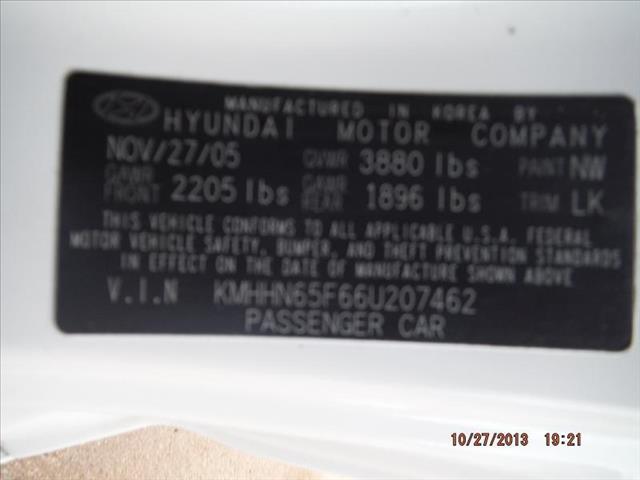 MANUFACTURED IN KOREA BY
HYUNDAI MOTOR COMPANY
NOV/27/05 GVWR 3880 lbs PAINT NW
GAWR FRONT 2205 lbs GAWR REAR 1896 lbs TRIM LK
THIS VEHICLE CONFORMS TO ALL APPLICABLE U.S.A. FEDERAL
MOTOR VEHICLE SAFETY, BUMPER, AND THEFT PREVENTION STANDARDS
IN EFFECT ON THE DATE OF MANUFACTURE SHOWN ABOVE
V.I.N KMHHN65F66U207462
PASSENGER CAR
10/27/2013 19:21